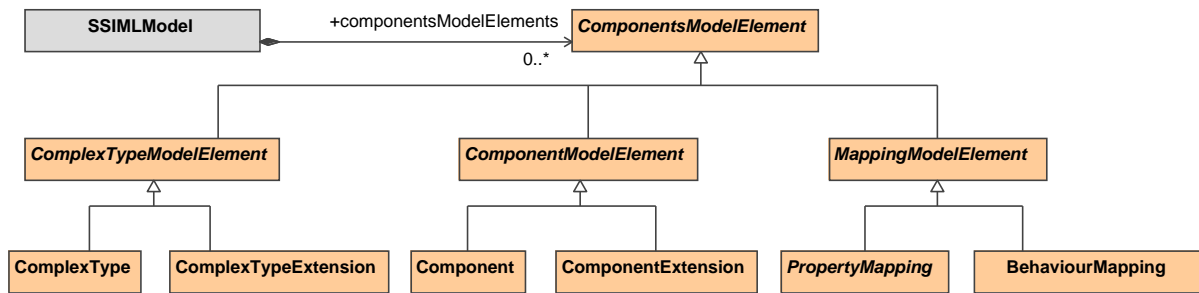 SSIMLModel
+componentsModelElements
0..*
ComponentsModelElement
ComplexTypeModelElement
ComponentModelElement
MappingModelElement
ComplexType
ComplexTypeExtension
Component
ComponentExtension
PropertyMapping
BehaviourMapping